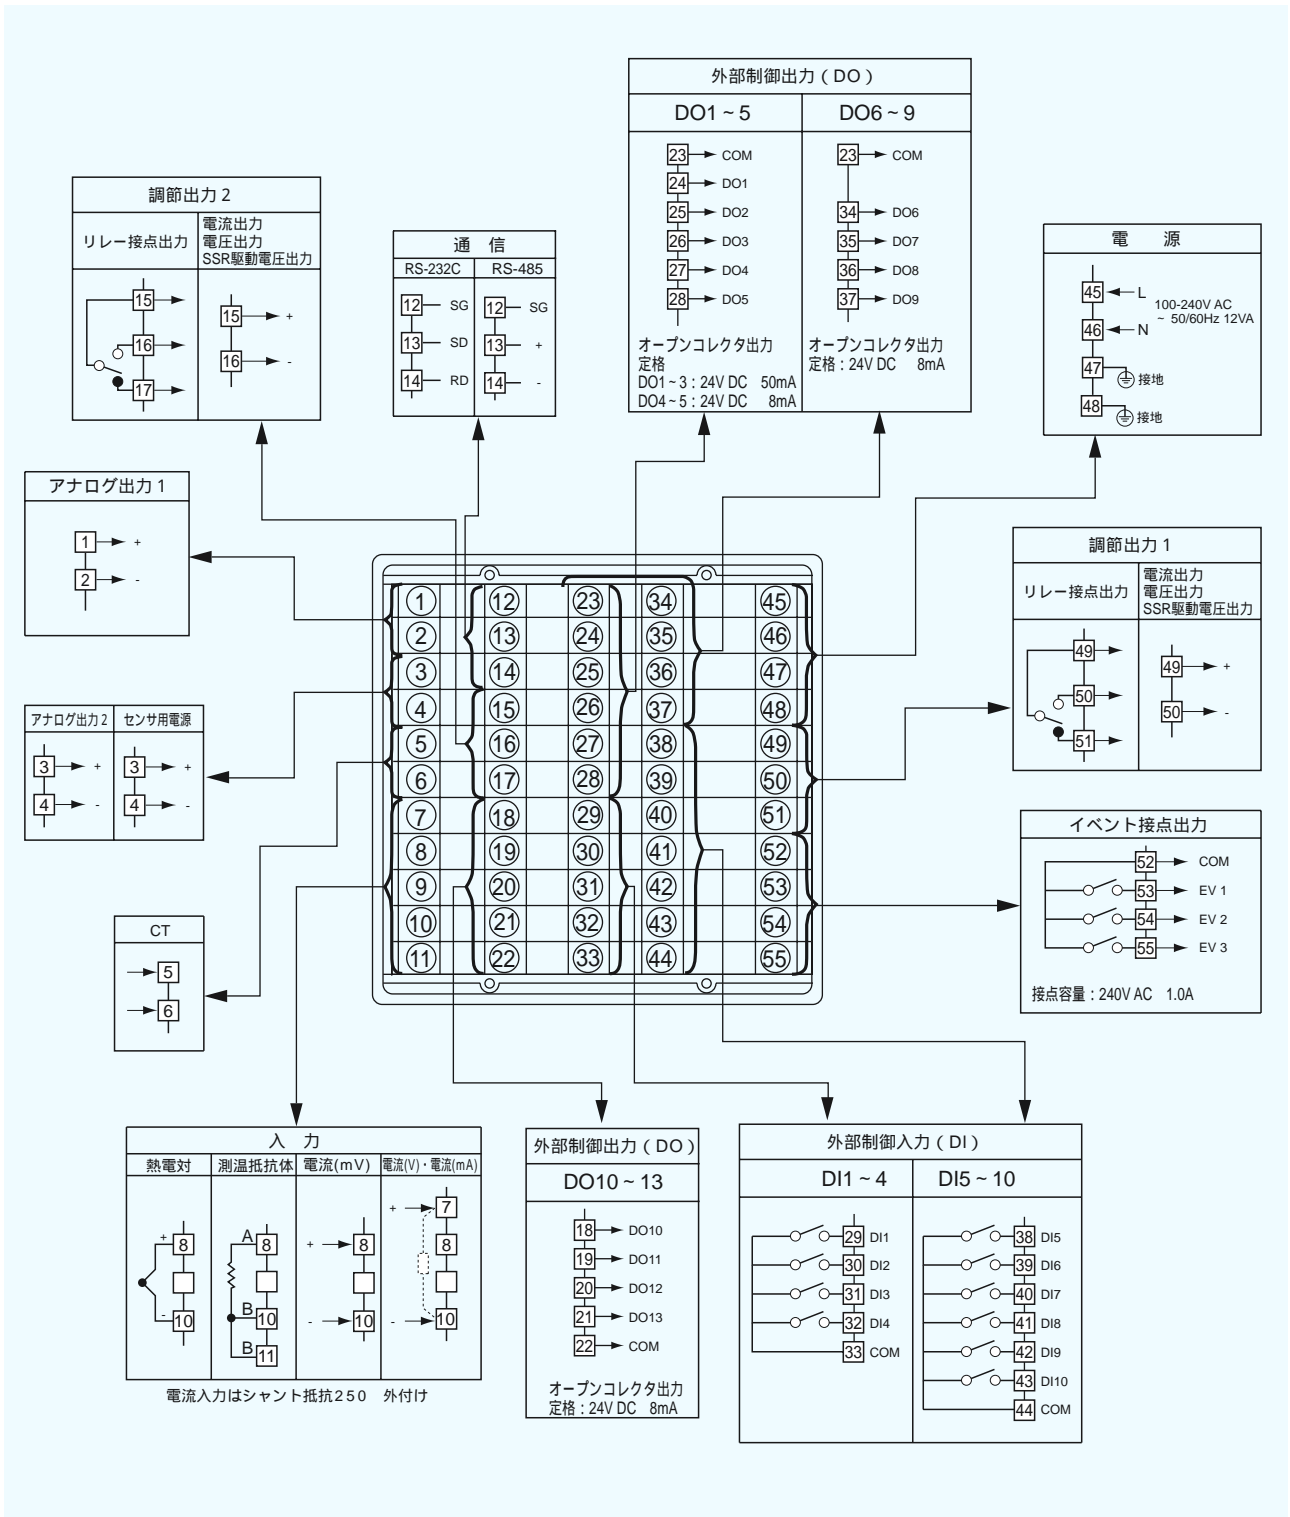 外部制御出力（DO）
DO1～5
DO6～9
23 COM
24 DO1
25 DO2
26 DO3
27 DO4
28 DO5
オープンコレクタ出力
定格
DO1～3：24V DC 50mA
DO4～5：24V DC 8mA
23 COM
34 DO6
35 DO7
36 DO8
37 DO9
オープンコレクタ出力
定格：24V DC 8mA
調節出力2
リレー接点出力
15
16
17
電流出力
電圧出力
SSR駆動電圧出力
15 +
16 -
通 信
RS-232C
12 SG
13 SD
14 RD
RS-485
12 SG
13 +
14 -
電 源
45 L
46 N
100-240V AC
～ 50/60Hz 12VA
47 接地
48 接地
アナログ出力1
1 +
2 -
アナログ出力2
3 +
4 -
センサ用電源
3 +
4 -
CT
5
6
1 12 23 34 45
2 13 24 35 46
3 14 25 36 47
4 15 26 37 48
5 16 27 38 49
6 17 28 39 50
7 18 29 40 51
8 19 30 41 52
9 20 31 42 53
10 21 32 43 54
11 22 33 44 55
調節出力1
リレー接点出力
49
50
51
電流出力
電圧出力
SSR駆動電圧出力
49 +
50 -
イベント接点出力
52 COM
53 EV 1
54 EV 2
55 EV 3
接点容量：240V AC 1.0A
入 力
熱電対
+ 8
- 10
測温抵抗体
A 8
B 10
B 11
電流(mV)
+ 8
- 10
電流(V)・電流(mA)
+ 7
8
- 10
電流入力はシャント抵抗250 外付け
外部制御出力（DO）
DO10～13
18 DO10
19 DO11
20 DO12
21 DO13
22 COM
オープンコレクタ出力
定格：24V DC 8mA
外部制御入力（DI）
DI1～4
29 DI1
30 DI2
31 DI3
32 DI4
33 COM
DI5～10
38 DI5
39 DI6
40 DI7
41 DI8
42 DI9
43 DI10
44 COM